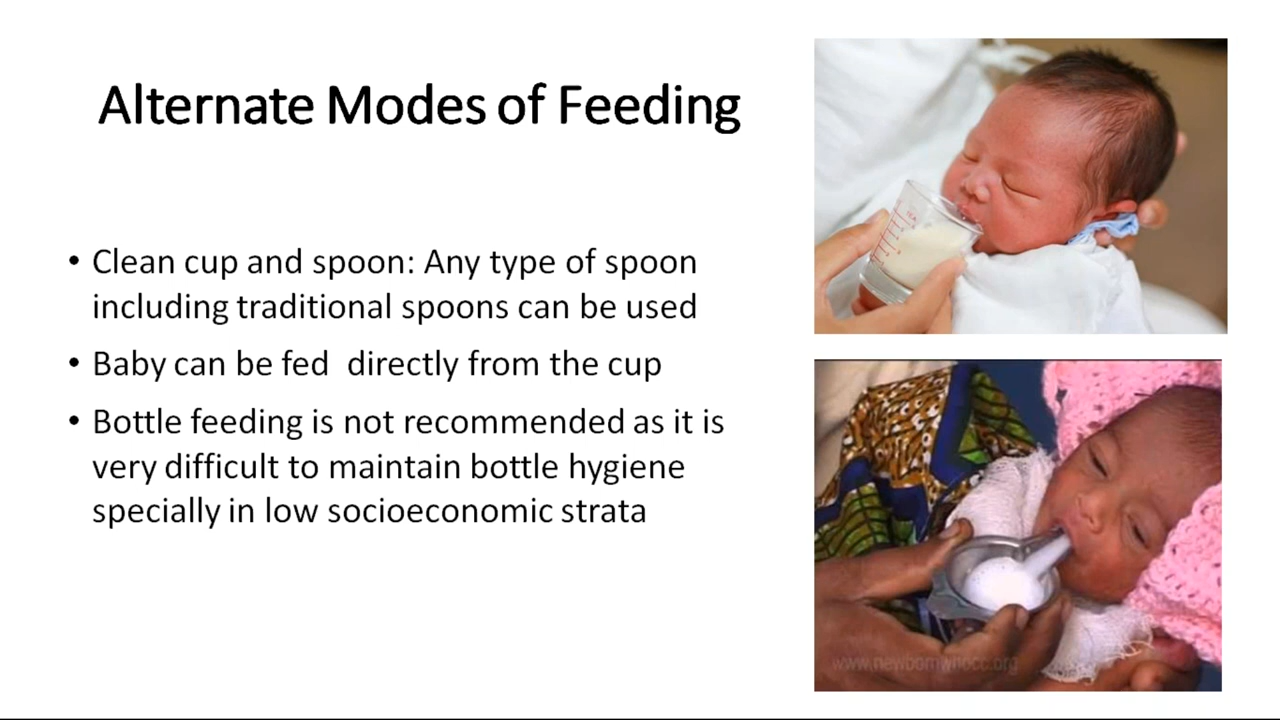 Alternate Modes of Feeding
• Clean cup and spoon: Any type of spoon
including traditional spoons can be used
• Baby can be fed directly from the cup
• Bottle feeding is not recommended as it is
very difficult to maintain bottle hygiene
specially in low socioeconomic strata
www.newbornwhocc.org